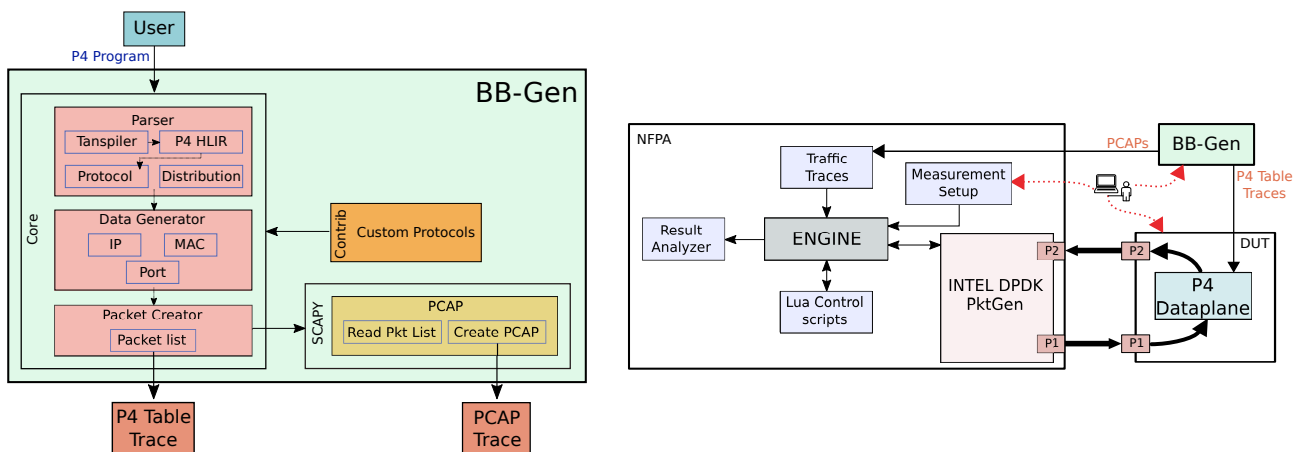 User
P4 Program
BB-Gen
Core
Parser
Tanspiler
P4 HLIR
Protocol
Distribution
Data Generator
IP
MAC
Port
Packet Creator
Packet list
Contrib
Custom Protocols
SCAPY
PCAP
Read Pkt List
Create PCAP
P4 Table
Trace
PCAP
Trace
NFPA
Traffic
Traces
Measurement
Setup
Result
Analyzer
ENGINE
Lua Control
scripts
INTEL DPDK
PktGen
P2
P1
PCAPs
BB-Gen
P4 Table
Traces
DUT
P2
P4
Dataplane
P1